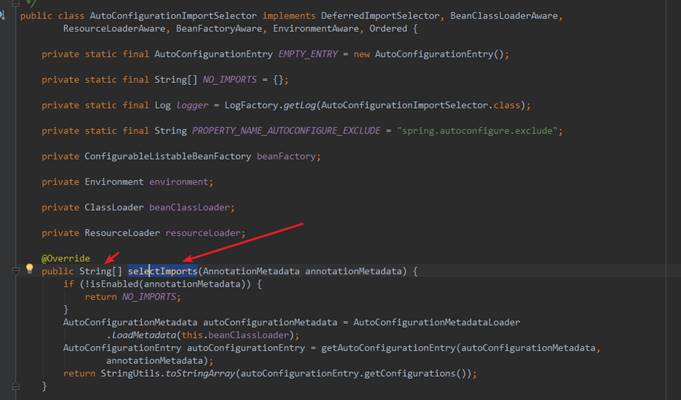 */
public class AutoConfigurationImportSelector implements DeferredImportSelector, BeanClassLoaderAware,
ResourceLoaderAware, BeanFactoryAware, EnvironmentAware, Ordered {
private static final AutoConfigurationEntry EMPTY_ENTRY = new AutoConfigurationEntry();
private static final String[] NO_IMPORTS = {};
private static final Log logger = LogFactory.getLog(AutoConfigurationImportSelector.class);
private static final String PROPERTY_NAME_AUTOCONFIGURE_EXCLUDE = "spring.autoconfigure.exclude";
private ConfigurableListableBeanFactory beanFactory;
private Environment environment;
private ClassLoader beanClassLoader;
private ResourceLoader resourceLoader;
@Override
public String[] selectImports(AnnotationMetadata annotationMetadata) {
if (!isEnabled(annotationMetadata)) {
return NO_IMPORTS;
}
AutoConfigurationMetadata autoConfigurationMetadata = AutoConfigurationMetadataLoader
.loadMetadata(this.beanClassLoader);
AutoConfigurationEntry autoConfigurationEntry = getAutoConfigurationEntry(autoConfigurationMetadata,
annotationMetadata);
return StringUtils.toStringArray(autoConfigurationEntry.getConfigurations());
}